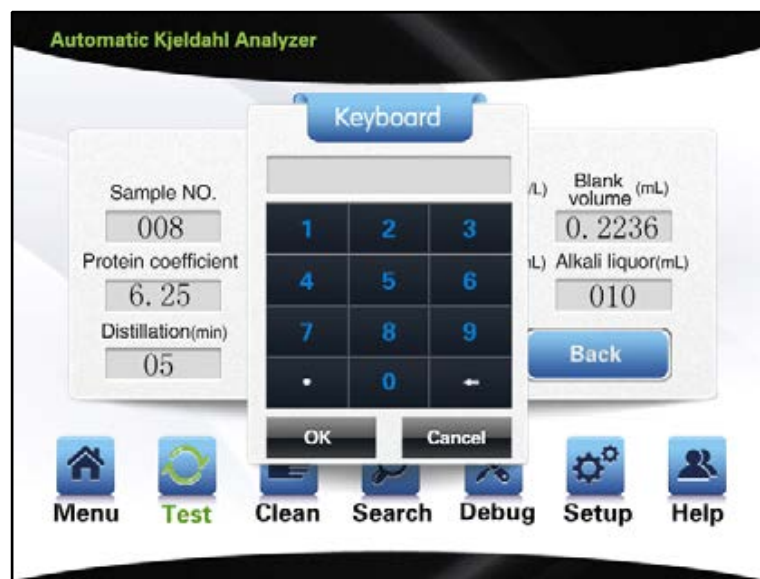 Automatic Kjeldahl Analyzer
Keyboard
Sample NO.
008
Protein coefficient
6.25
Distillation(min)
05
1 2 3
4 5 6
7 8 9
. 0 ←
OK Cancel
/L) Blank volume (mL)
0.2236
L) Alkali liquor(mL)
010
Back
Menu Test Clean Search Debug Setup Help